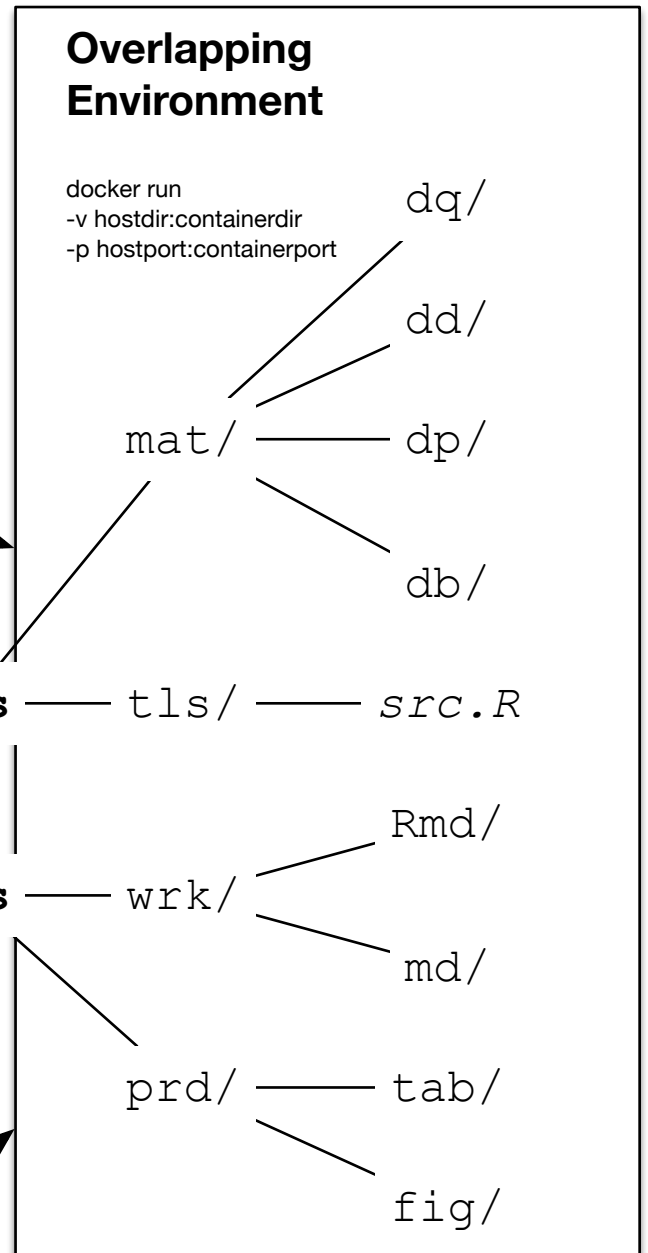 Overlapping
Environment
docker run
-v hostdir:containerdir
-p hostport:containerport
dq/
dd/
mat/ dp/
db/
s tls/ src.R
Rmd/
s wrk/
md/
prd/ tab/
fig/